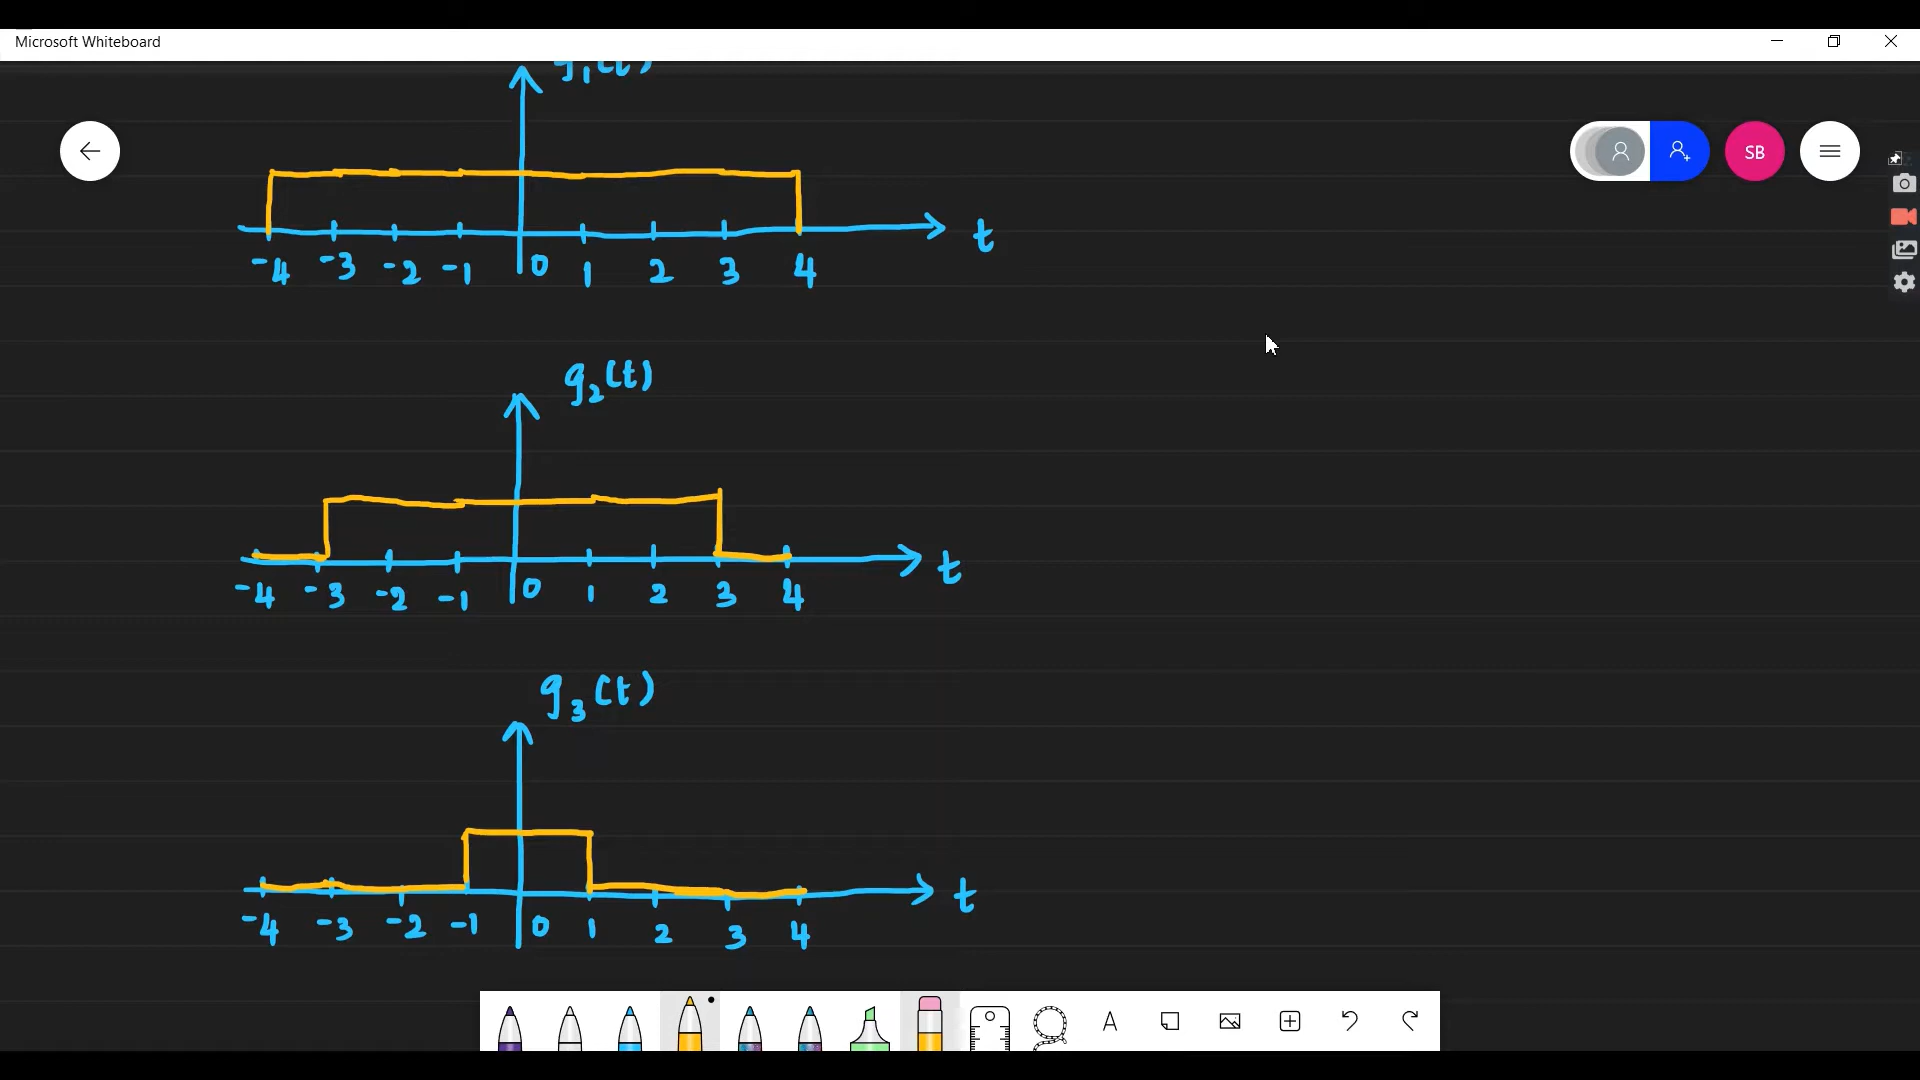 Microsoft Whiteboard
g₁(t)
SB
-4 -3 -2 -1 0 1 2 3 4 t
g₂(t)
-4 -3 -2 -1 0 1 2 3 4 t
g₃(t)
-4 -3 -2 -1 0 1 2 3 4 t
A